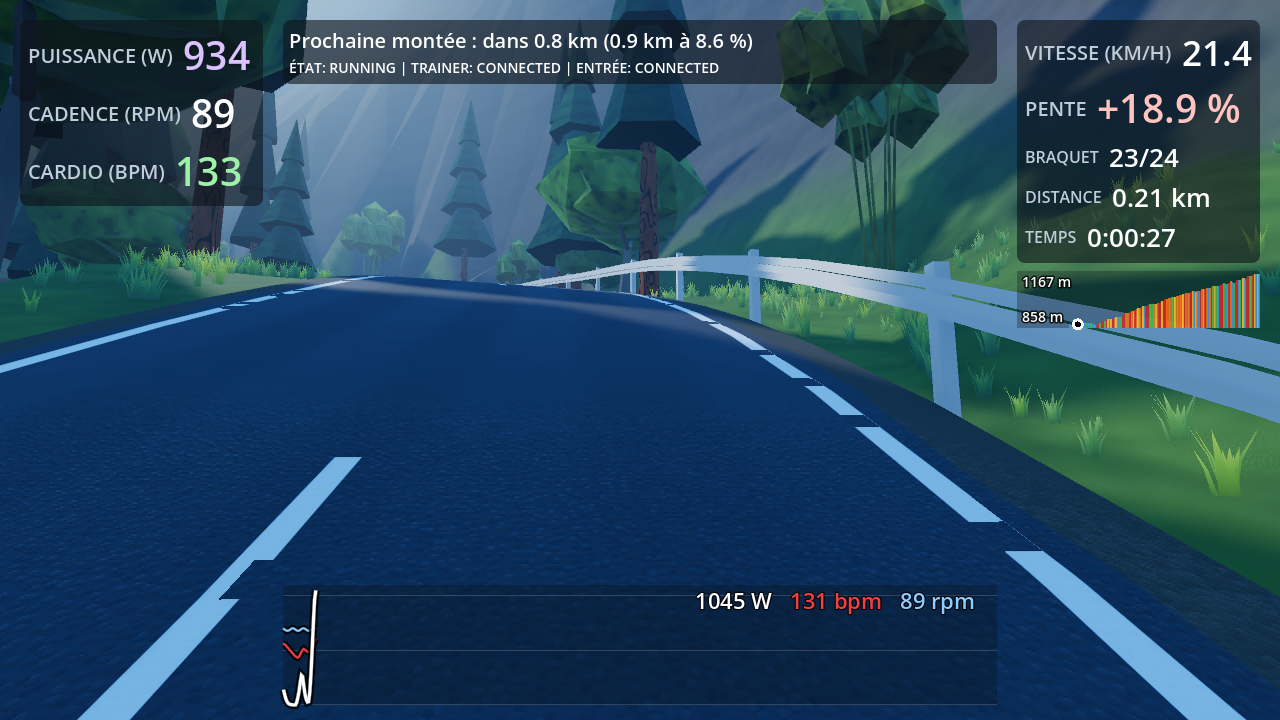 PUISSANCE (W) 934
CADENCE (RPM) 89
CARDIO (BPM) 133
Prochaine montée : dans 0.8 km (0.9 km à 8.6 %)
ÉTAT: RUNNING | TRAINER: CONNECTED | ENTRÉE: CONNECTED
VITESSE (KM/H) 21.4
PENTE +18.9 %
BRAQUET 23/24
DISTANCE 0.21 km
TEMPS 0:00:27
1167 m
858 m
1045 W 131 bpm 89 rpm